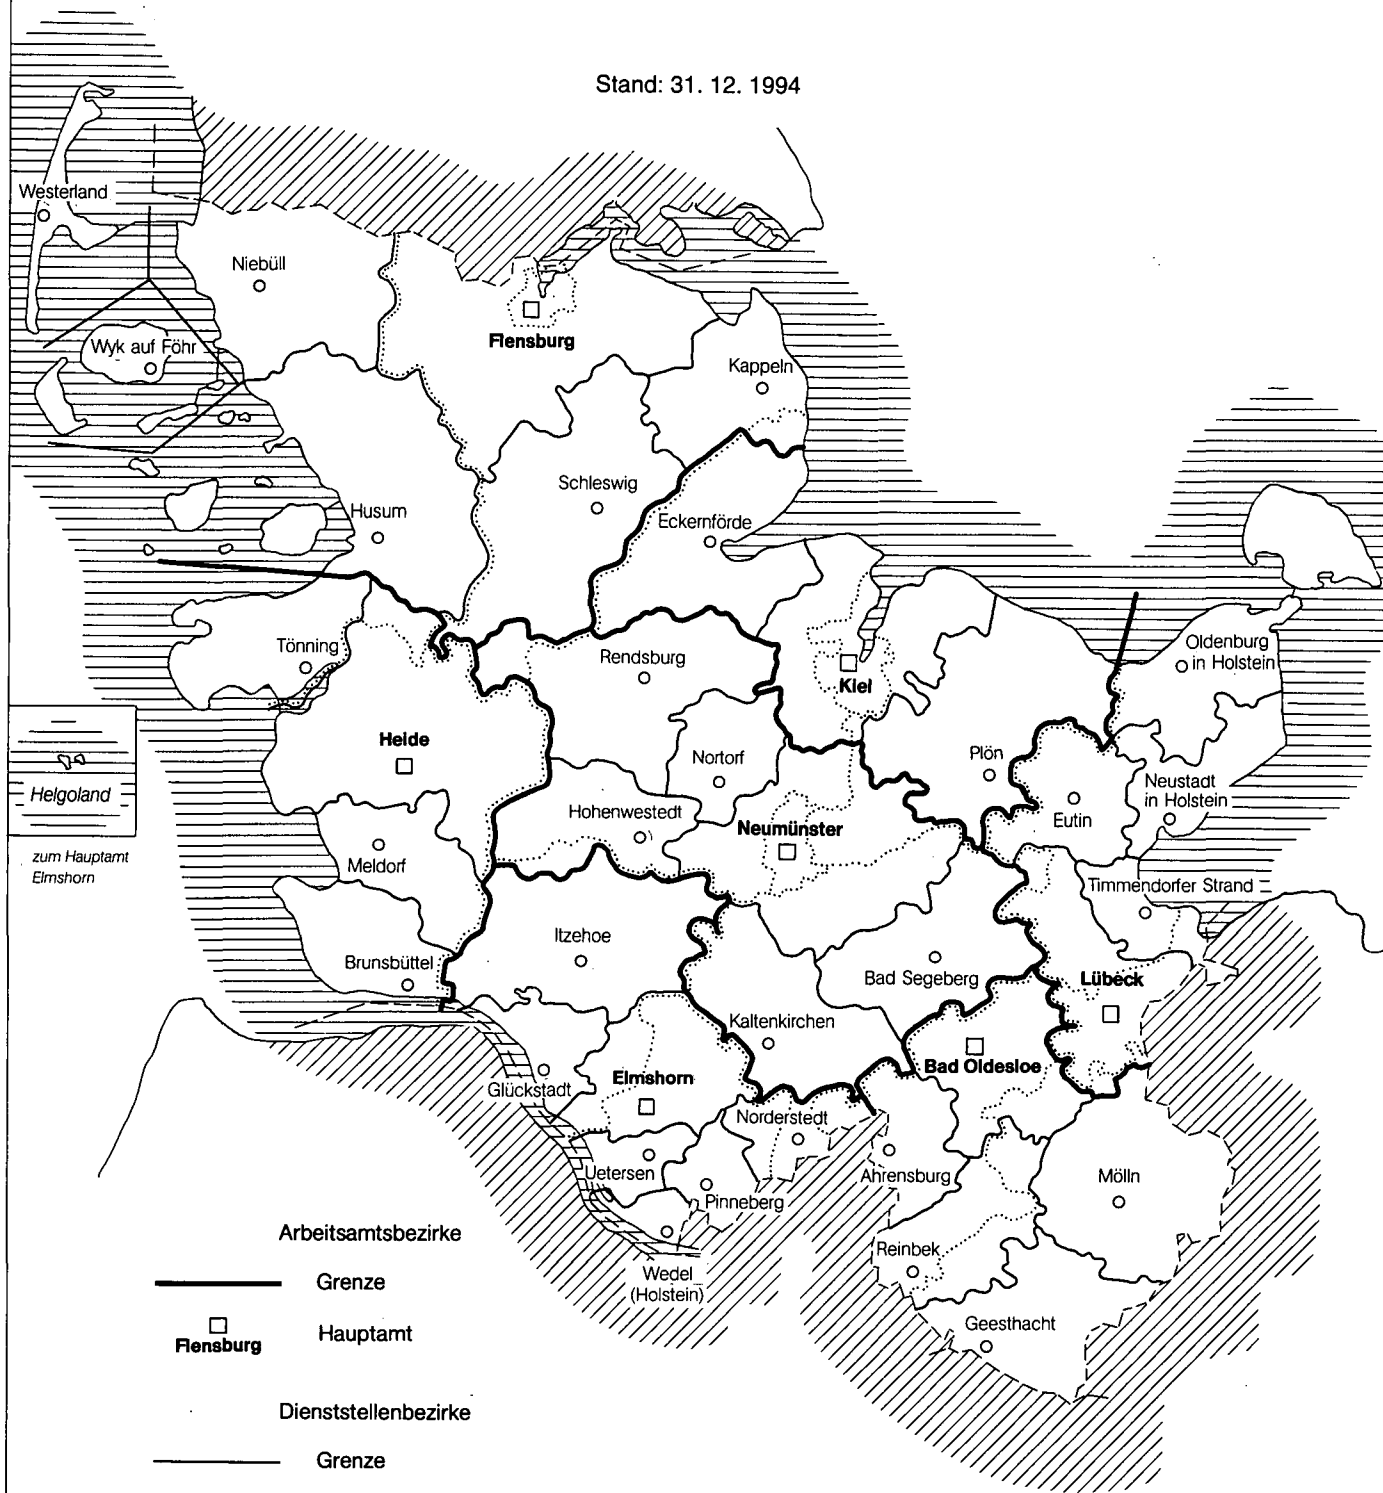 Stand: 31. 12. 1994
Westerland
Niebüll
Flensburg
Wyk auf Föhr
Kappeln
Schleswig
Husum
Eckernförde
Tönning
Rendsburg
Kiel
Oldenburg
in Holstein
Heide
Nortorf
Plön
Helgoland
Hohenwestedt
Neumünster
Eutin
Neustadt
in Holstein
zum Hauptamt
Elmshorn
Meldorf
Timmendorfer Strand
Itzehoe
Brunsbüttel
Bad Segeberg
Lübeck
Kaltenkirchen
Glückstadt
Elmshorn
Bad Oldesloe
Norderstedt
Uetersen
Pinneberg
Ahrensburg
Mölln
Reinbek
Wedel
(Holstein)
Geesthacht
Arbeitsamtsbezirke
Grenze
Flensburg
Hauptamt
Dienststellenbezirke
Grenze